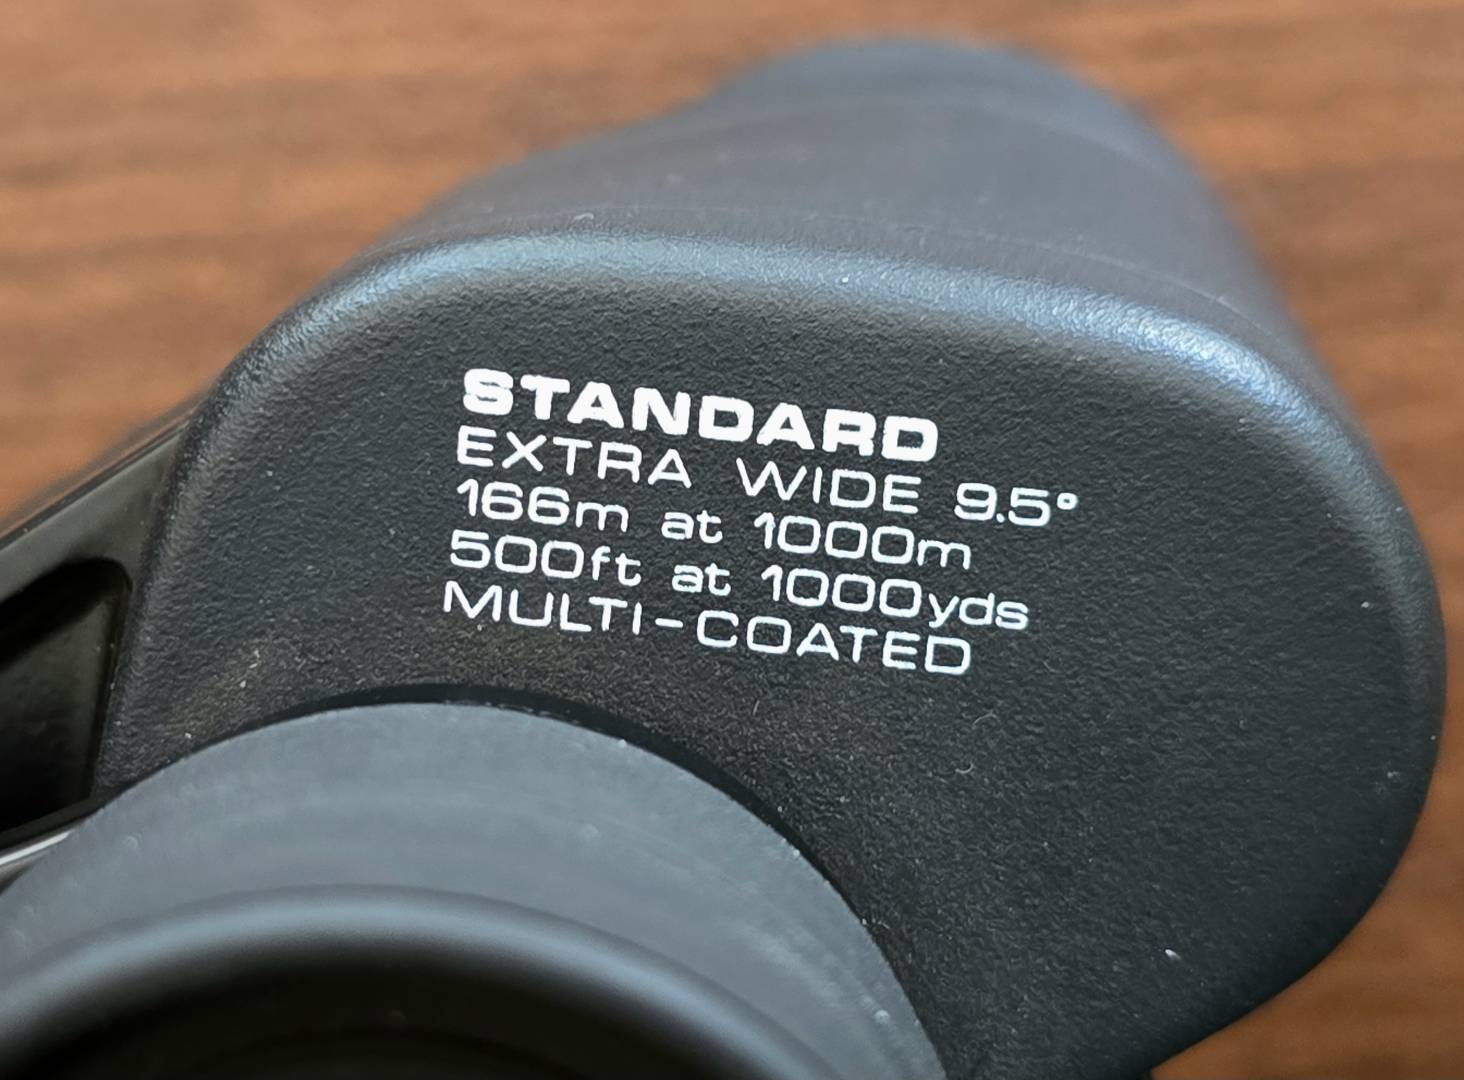 STANDARD
EXTRA WIDE 9.5°
166m at 1000m
500ft at 1000yds
MULTI-COATED